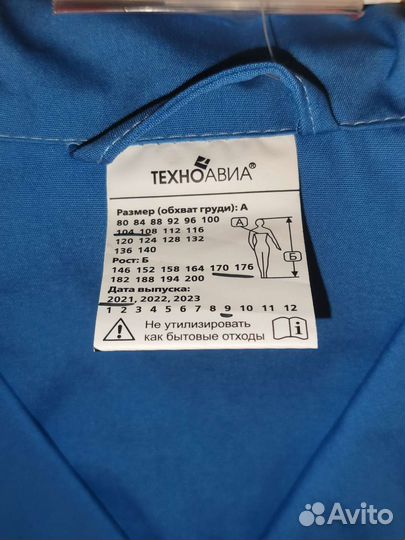 ТЕХНОАВИА®
Размер (обхват груди): А
80 84 88 92 96 100
104 108 112 116
120 124 128 132
136 140
Рост: Б
146 152 158 164 170 176
182 188 194 200
Дата выпуска:
2021, 2022, 2023
1 2 3 4 5 6 7 8 9 10 11 12
Не утилизировать
как бытовые отходы
А
Б
Avito